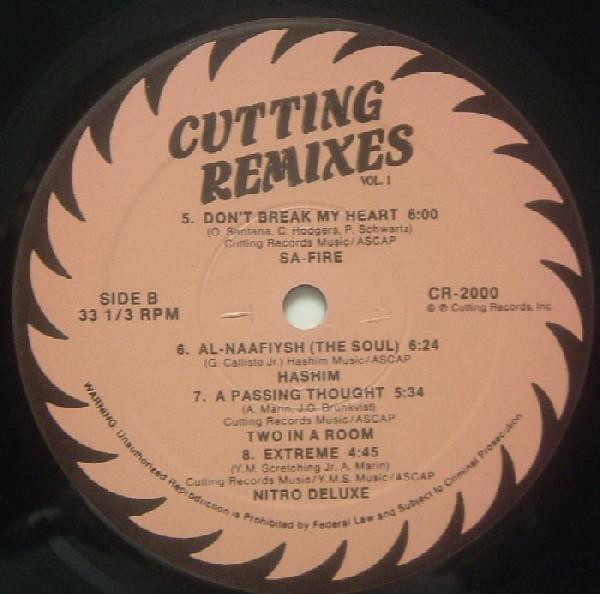 CUTTING
REMIXES
VOL. 1
5. DON'T BREAK MY HEART 6:00
(O. Santana, C. Rodgers, P. Schwartz)
Cutting Records Music/ASCAP
SA-FIRE
SIDE B
33 1/3 RPM
CR-2000
© ℗ Cutting Records, Inc
6. AL-NAAFIYSH (THE SOUL) 6:24
(G. Calliste Jr.) Hashim Music/ASCAP
HASHIM
7. A PASSING THOUGHT 5:34
(A. Marin, J.O. Brunkvist)
Cutting Records Music/ASCAP
TWO IN A ROOM
8. EXTREME 4:45
(Y.M. Scretching Jr. A. Marin)
Cutting Records Music/Y.M.S. Music/ASCAP
NITRO DELUXE
WARNING: Unauthorized Reproduction is Prohibited by Federal Law and Subject to Criminal Prosecution